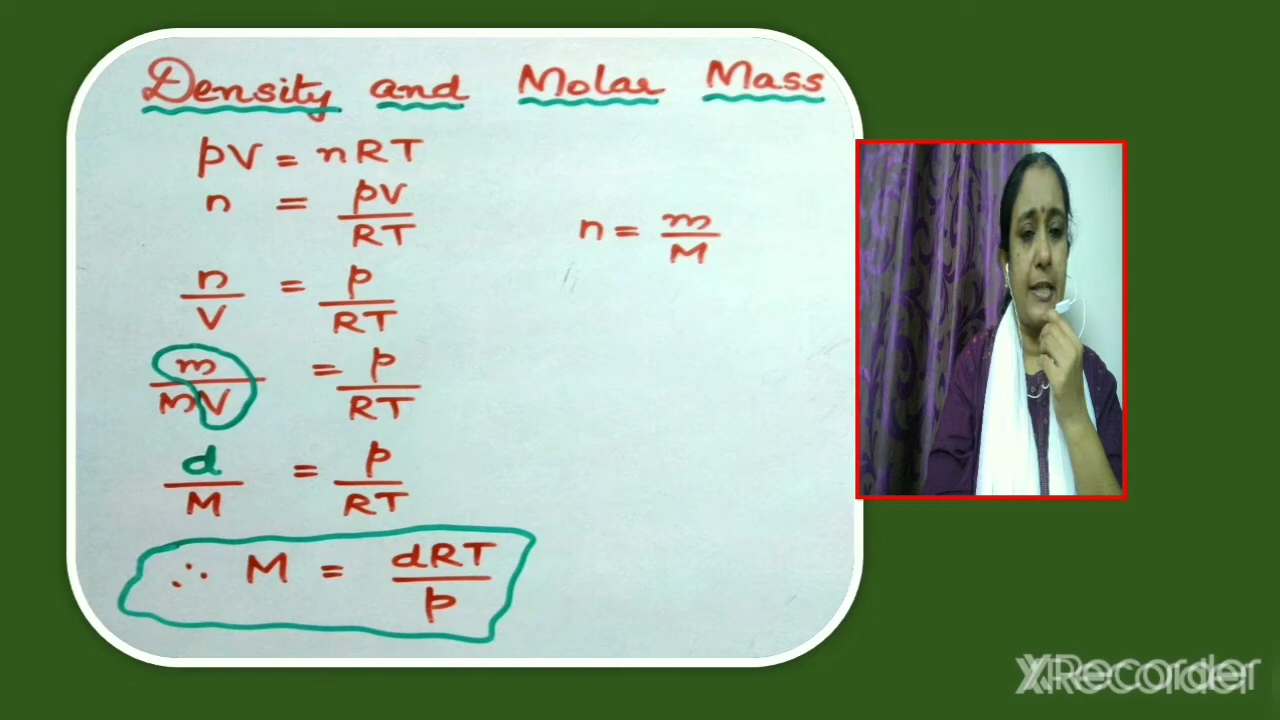 Density and Molar Mass
pV = nRT
n = pV/RT
n = m/M
n/V = p/RT
m/MV = p/RT
d/M = p/RT
∴ M = dRT/p
XRecorder